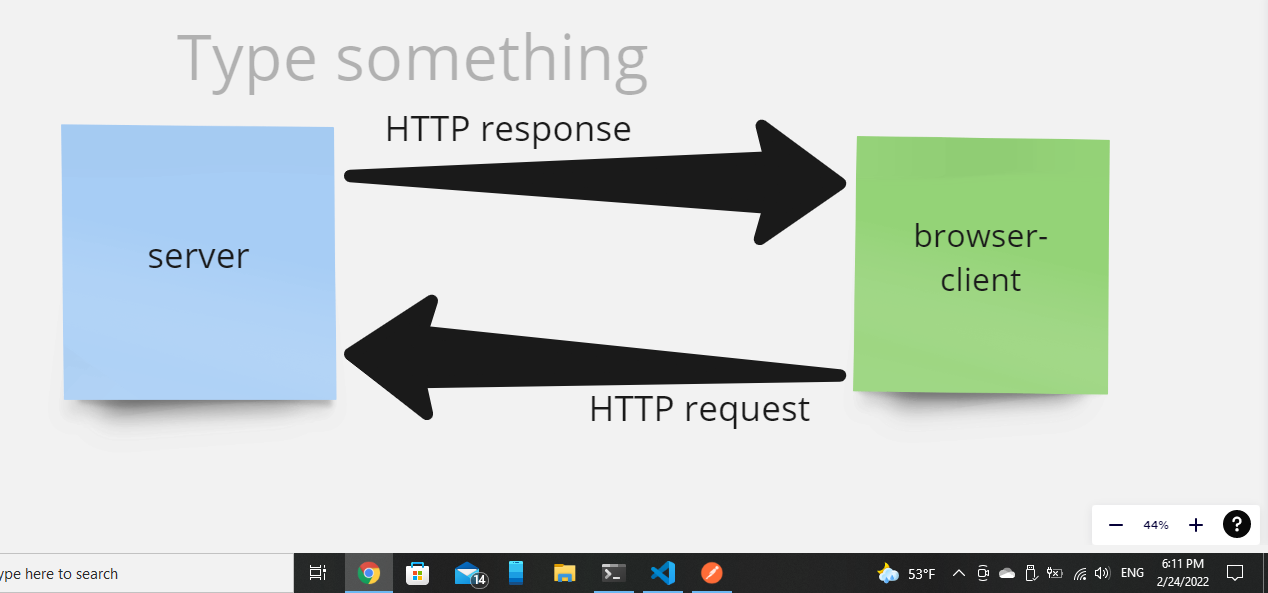 Type something
HTTP response
server
browser-
client
HTTP request
44%
?
ype here to search
14
53°F
ENG
6:11 PM
2/24/2022